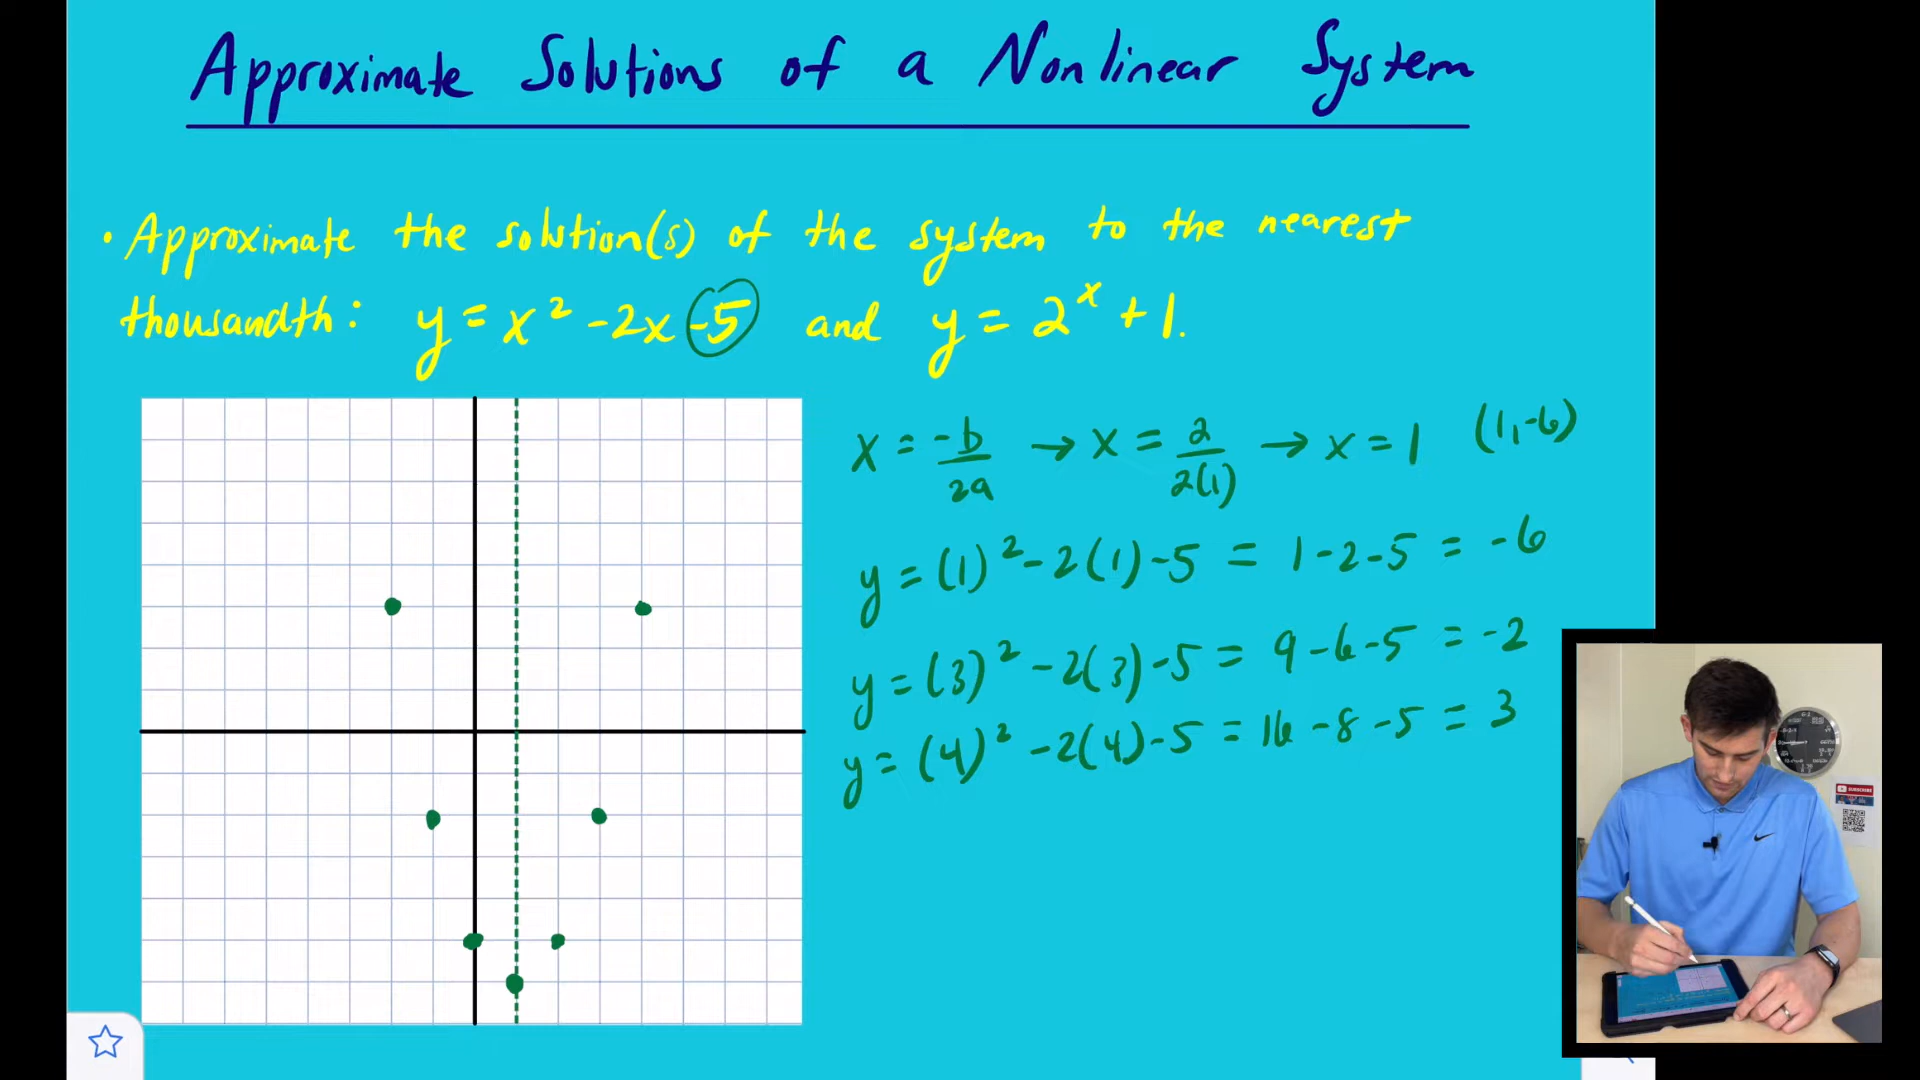 Approximate Solutions of a Nonlinear System
• Approximate the solution(s) of the system to the nearest
thousandth: y = x² - 2x - 5 and y = 2ˣ + 1.
x = -b/2a → x = 2/2(1) → x = 1 (1,-6)
y = (1)² - 2(1) - 5 = 1 - 2 - 5 = -6
y = (3)² - 2(3) - 5 = 9 - 6 - 5 = -2
y = (4)² - 2(4) - 5 = 16 - 8 - 5 = 3
SUBSCRIBE